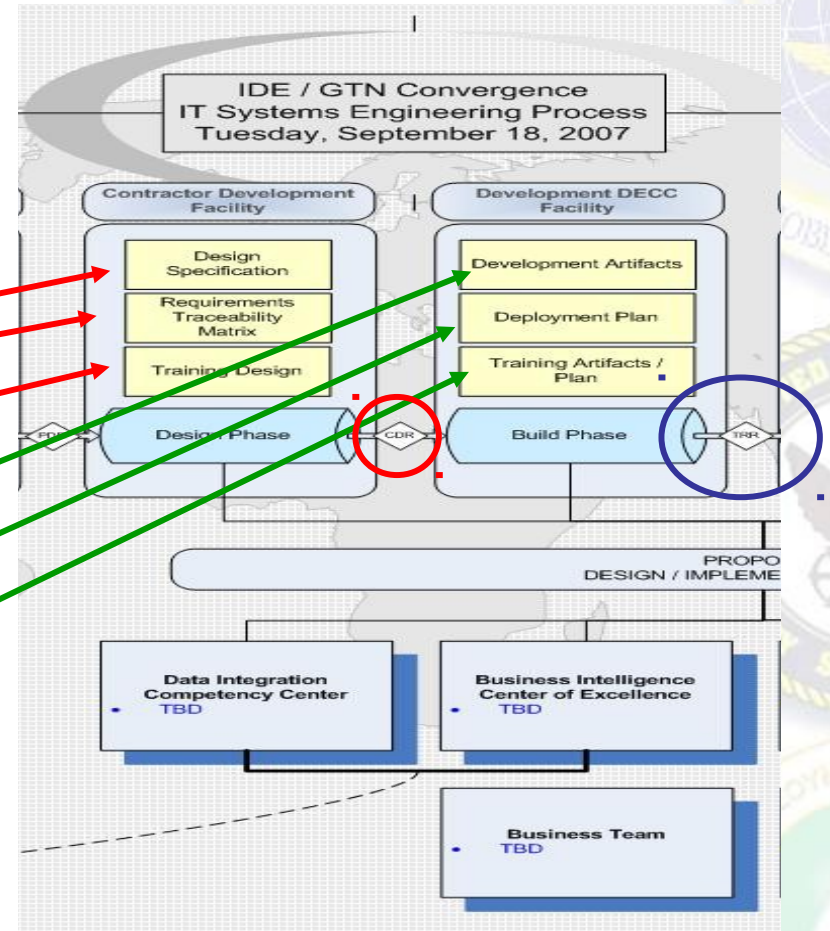 IDE / GTN Convergence
IT Systems Engineering Process
Tuesday, September 18, 2007
Contractor Development
Facility
Development DECC
Facility
Design
Specification
Requirements
Traceability
Matrix
Training Design
Development Artifacts
Deployment Plan
Training Artifacts /
Plan
Design Phase
CDR
Build Phase
TRR
PROPO
DESIGN / IMPLEME
Data Integration
Competency Center
• TBD
Business Intelligence
Center of Excellence
• TBD
Business Team
• TBD